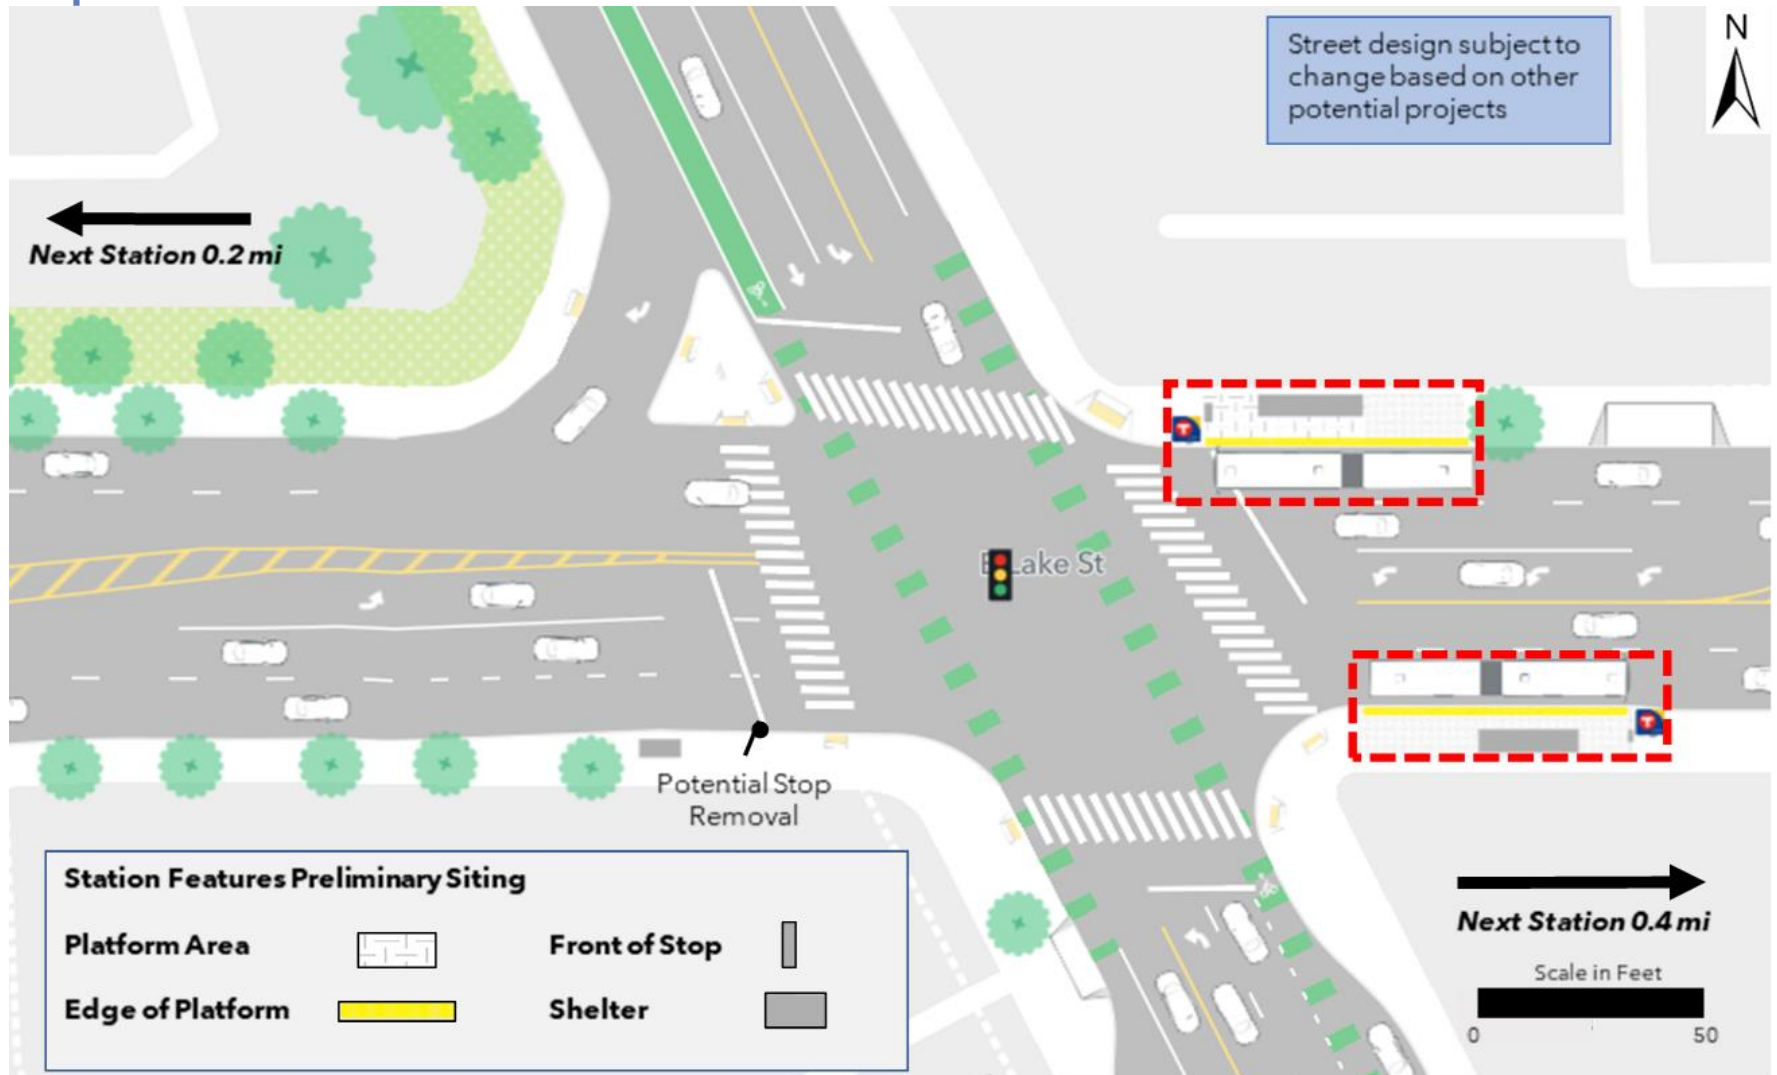 Street design subject to
change based on other
potential projects
N
Next Station 0.2 mi
Lake St
Potential Stop
Removal
Station Features Preliminary Siting
Platform Area
Front of Stop
Edge of Platform
Shelter
Next Station 0.4 mi
Scale in Feet
0 50
T
T